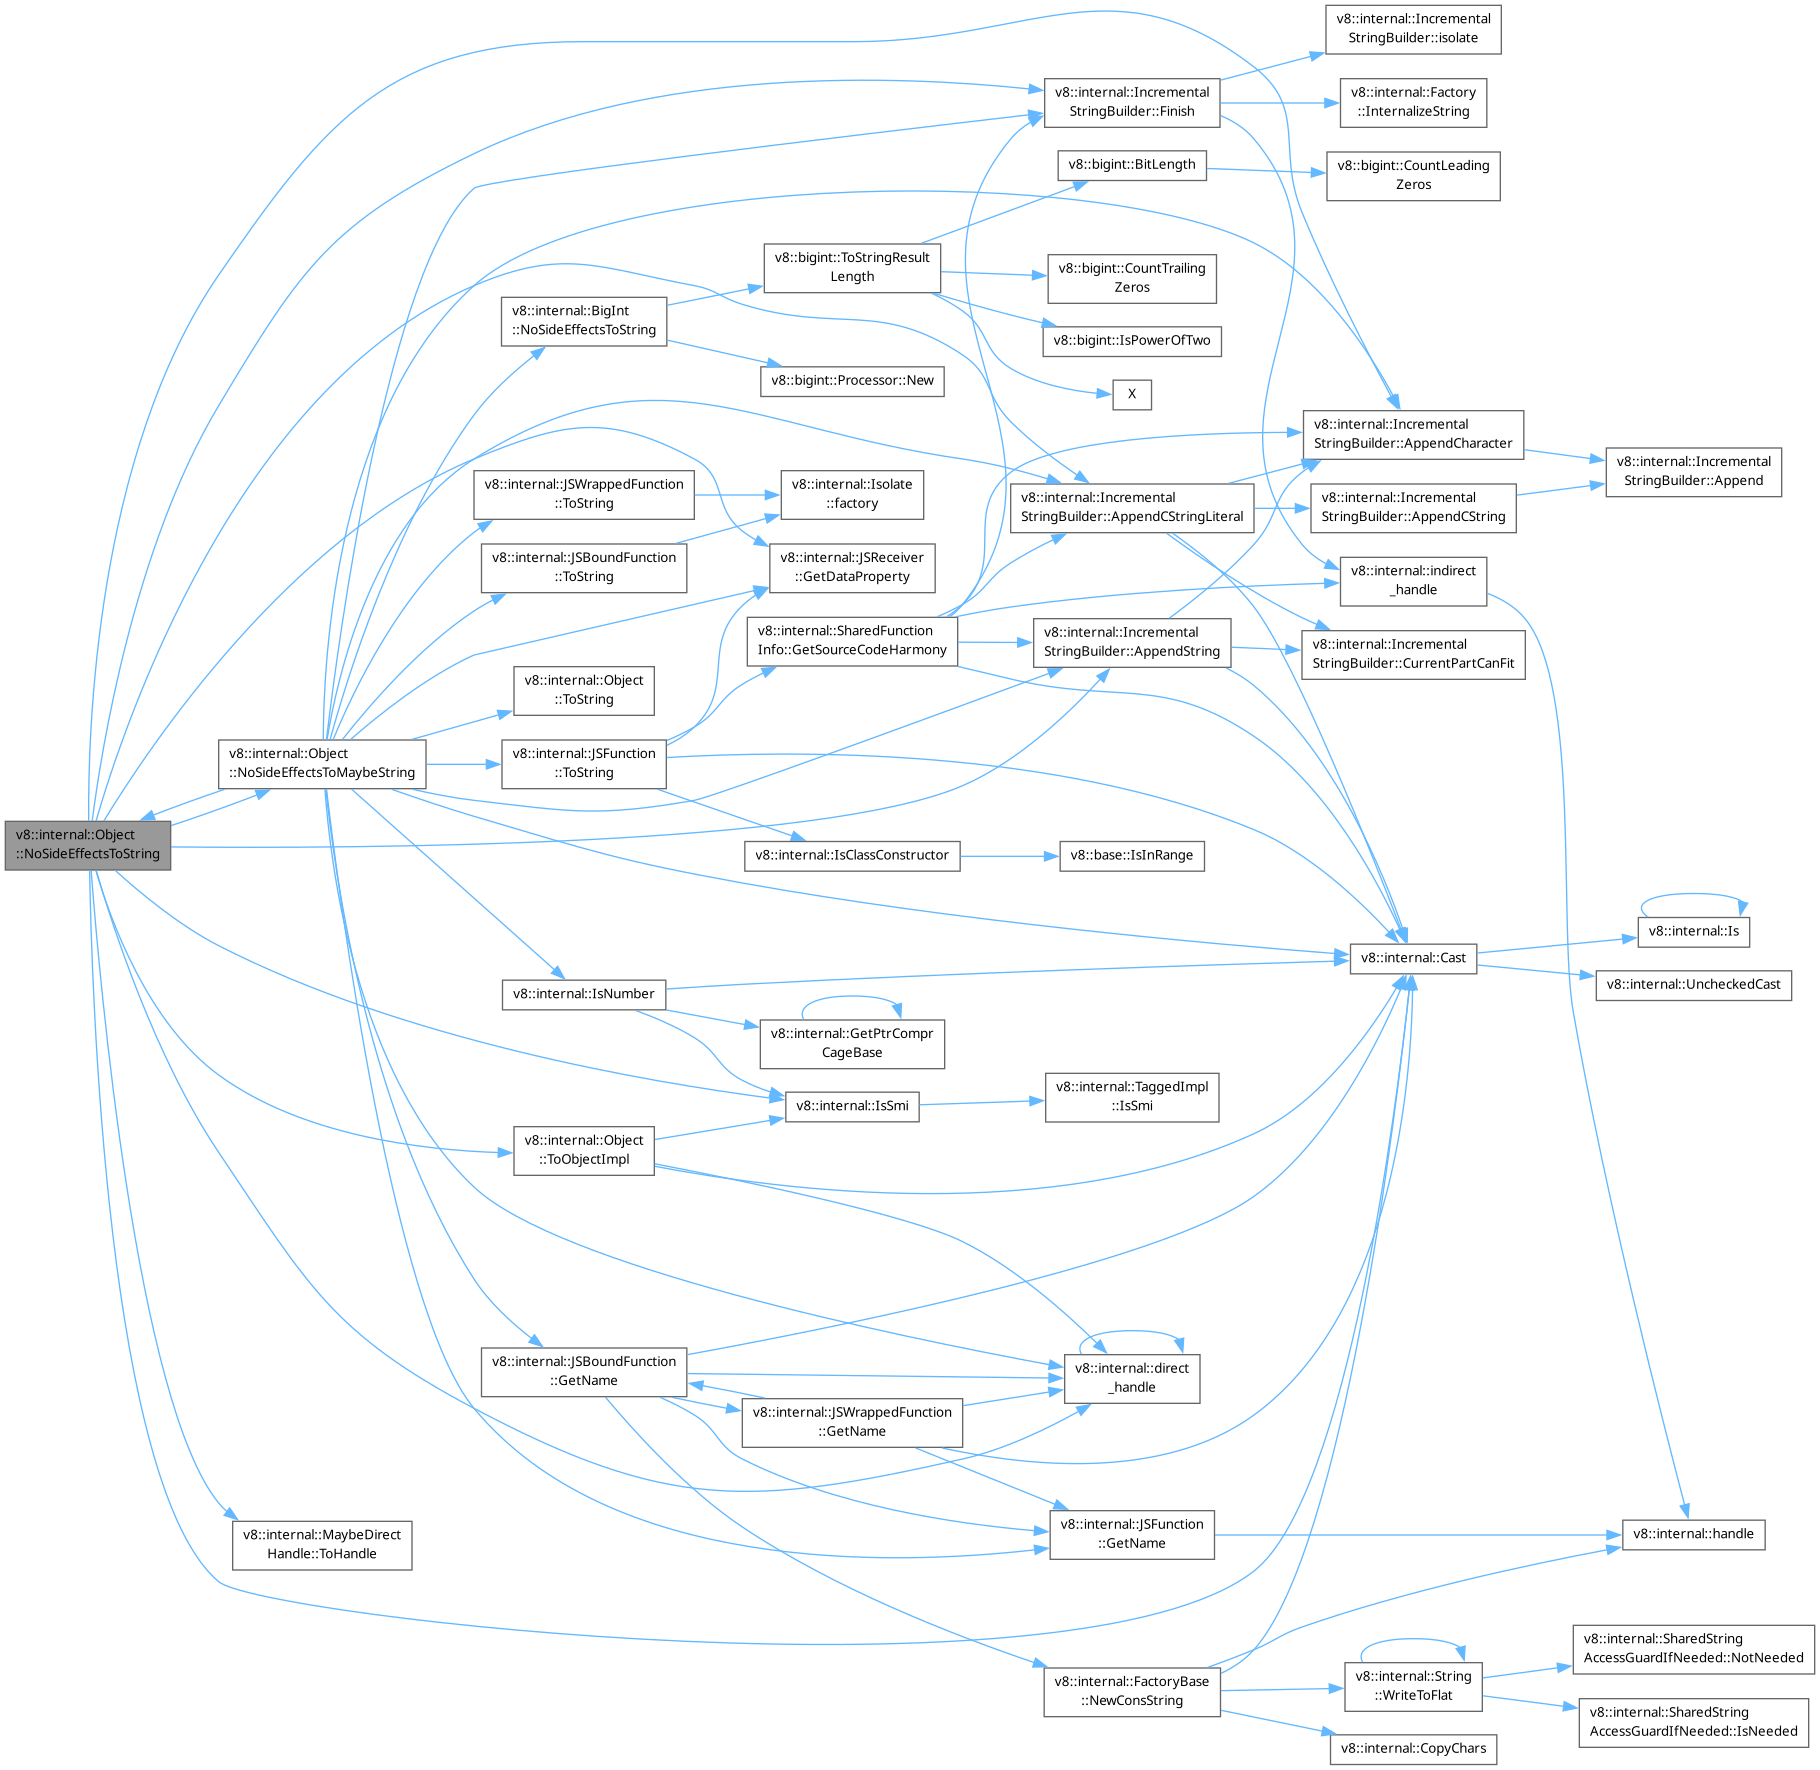 v8::internal::Incremental
StringBuilder::isolate
v8::internal::Incremental
StringBuilder::Finish
v8::internal::Factory
::InternalizeString
v8::bigint::BitLength
v8::bigint::CountLeading
Zeros
v8::bigint::ToStringResult
Length
v8::bigint::CountTrailing
Zeros
v8::internal::BigInt
::NoSideEffectsToString
v8::bigint::IsPowerOfTwo
v8::bigint::Processor::New
X
v8::internal::Incremental
StringBuilder::AppendCharacter
v8::internal::Incremental
StringBuilder::Append
v8::internal::JSWrappedFunction
::ToString
v8::internal::Isolate
::factory
v8::internal::Incremental
StringBuilder::AppendCStringLiteral
v8::internal::Incremental
StringBuilder::AppendCString
v8::internal::JSBoundFunction
::ToString
v8::internal::JSReceiver
::GetDataProperty
v8::internal::indirect
_handle
v8::internal::SharedFunction
Info::GetSourceCodeHarmony
v8::internal::Incremental
StringBuilder::AppendString
v8::internal::Incremental
StringBuilder::CurrentPartCanFit
v8::internal::Object
::ToString
v8::internal::Object
::NoSideEffectsToMaybeString
v8::internal::JSFunction
::ToString
v8::internal::Object
::NoSideEffectsToString
v8::internal::IsClassConstructor
v8::base::IsInRange
v8::internal::Is
v8::internal::Cast
v8::internal::UncheckedCast
v8::internal::IsNumber
v8::internal::GetPtrCompr
CageBase
v8::internal::IsSmi
v8::internal::TaggedImpl
::IsSmi
v8::internal::Object
::ToObjectImpl
v8::internal::JSBoundFunction
::GetName
v8::internal::direct
_handle
v8::internal::JSWrappedFunction
::GetName
v8::internal::MaybeDirect
Handle::ToHandle
v8::internal::JSFunction
::GetName
v8::internal::handle
v8::internal::FactoryBase
::NewConsString
v8::internal::String
::WriteToFlat
v8::internal::SharedString
AccessGuardIfNeeded::NotNeeded
v8::internal::SharedString
AccessGuardIfNeeded::IsNeeded
v8::internal::CopyChars